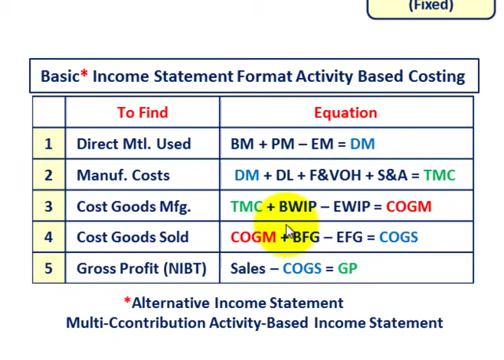 (Fixed)
Basic* Income Statement Format Activity Based Costing
To Find Equation
1 Direct Mtl. Used BM + PM – EM = DM
2 Manuf. Costs DM + DL + F&VOH + S&A = TMC
3 Cost Goods Mfg. TMC + BWIP – EWIP = COGM
4 Cost Goods Sold COGM + BFG – EFG = COGS
5 Gross Profit (NIBT) Sales – COGS = GP
*Alternative Income Statement
Multi-Ccontribution Activity-Based Income Statement